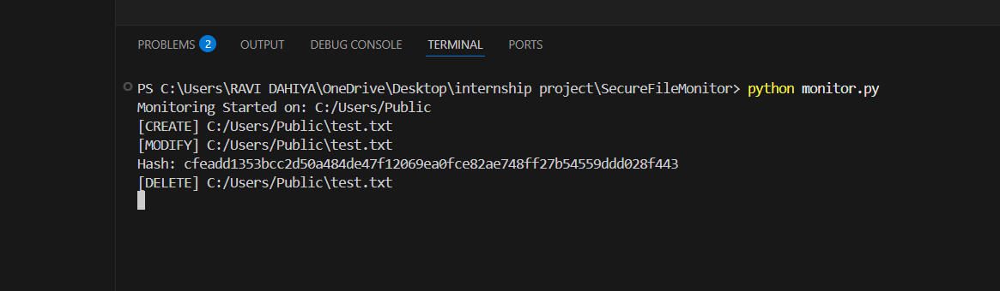 PROBLEMS 2 OUTPUT DEBUG CONSOLE TERMINAL PORTS
PS C:\Users\RAVI DAHIYA\OneDrive\Desktop\internship project\SecureFileMonitor> python monitor.py
Monitoring Started on: C:/Users/Public
[CREATE] C:/Users/Public\test.txt
[MODIFY] C:/Users/Public\test.txt
Hash: cfeadd1353bcc2d50a484de47f12069ea0fce82ae748ff27b54559ddd028f443
[DELETE] C:/Users/Public\test.txt